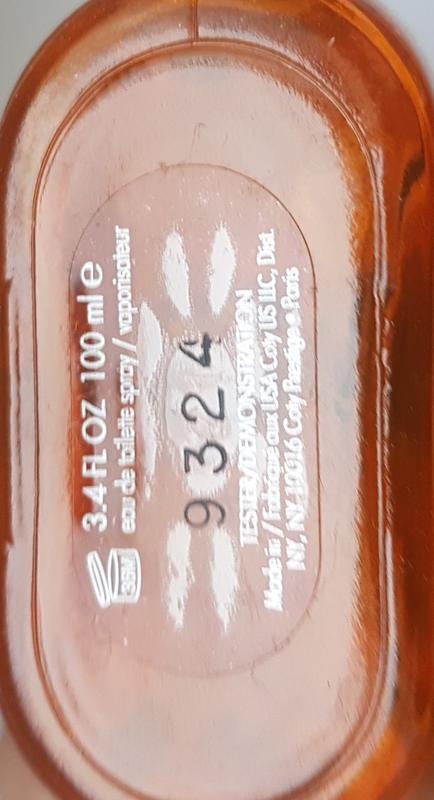 3.4 FL OZ 100 ml e
eau de toilette spray / vaporisateur
36M
9324
TESTER/DEMONSTRATION
Made in / Fabriqué aux USA Coty US LLC, Dist.
NY, NY 10016 Coty Prestige • Paris